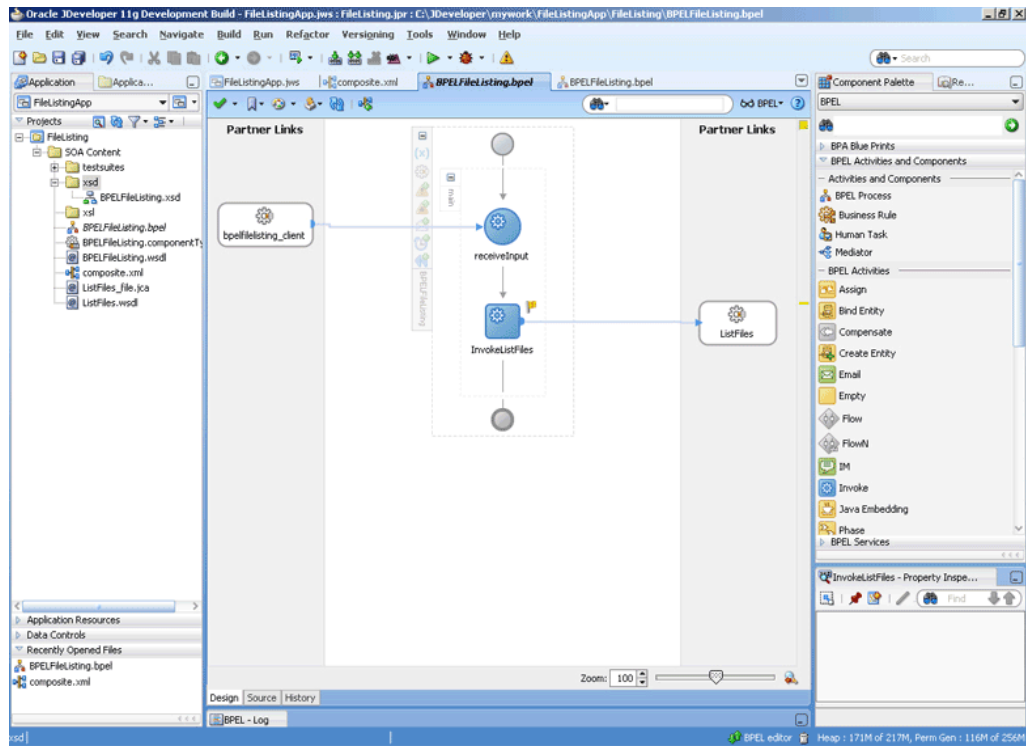 Oracle JDeveloper 11g Development Build - FileListingApp.jws : FileListing.jpr : C:\JDeveloper\mywork\FileListingApp\FileListing\BPELFileListing.bpel
File Edit View Search Navigate Build Run Refactor Versioning Tools Window Help
Search
Application Applica...
FileListingApp
Projects
FileListing
SOA Content
testsuites
xsd
BPELFileListing.xsd
xsl
BPELFileListing.bpel
BPELFileListing.componentTy
BPELFileListing.wsdl
composite.xml
ListFiles_file.jca
ListFiles.wsdl
Application Resources
Data Controls
Recently Opened Files
BPELFileListing.bpel
composite.xml
FileListingApp.jws composite.xml BPELFileListing.bpel BPELFileListing.bpel
BPEL
Partner Links
bpelfilelisting_client
(x)
main
BPELFileListing
receiveInput
InvokeListFiles
Partner Links
ListFiles
Zoom: 100
Design Source History
BPEL - Log
Component Palette Re...
BPEL
BPA Blue Prints
BPEL Activities and Components
Activities and Components
BPEL Process
Business Rule
Human Task
Mediator
BPEL Activities
Assign
Bind Entity
Compensate
Create Entity
Email
Empty
Flow
FlowN
IM
Invoke
Java Embedding
Phase
BPEL Services
InvokeListFiles - Property Inspe...
Find
xsd
BPEL editor Heap : 171M of 217M, Perm Gen : 116M of 256M